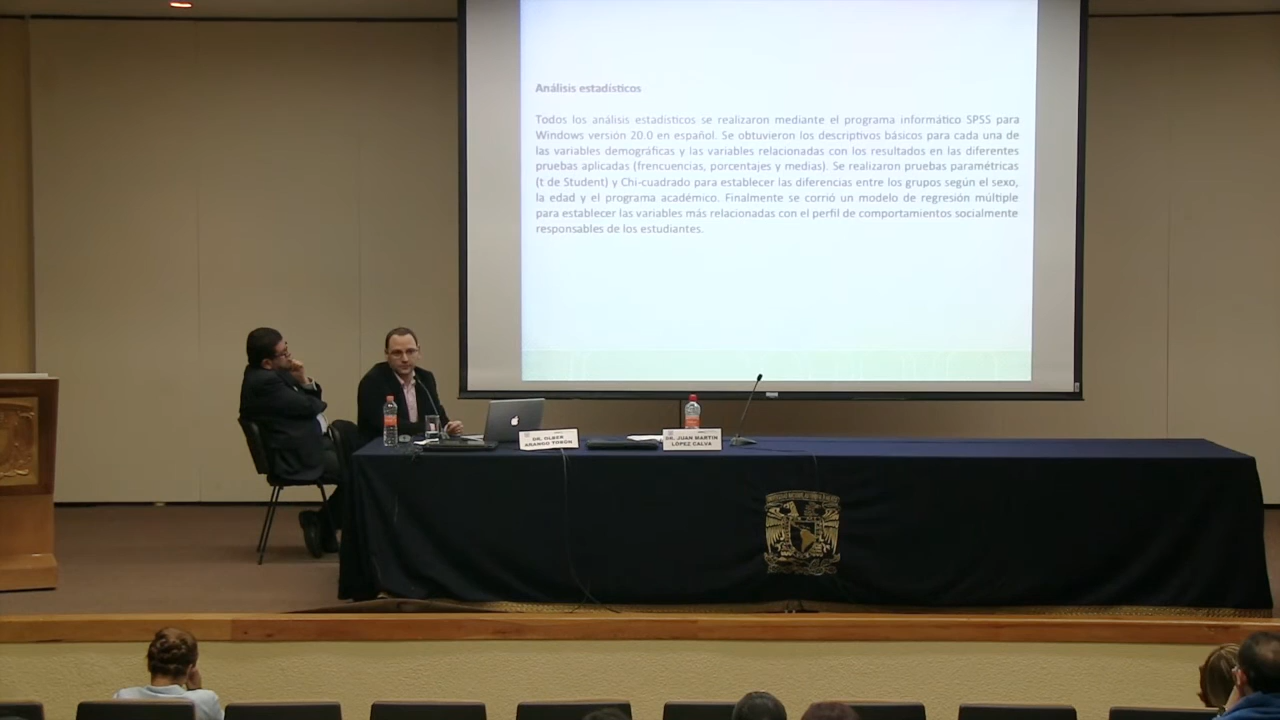 Análisis estadísticos
Todos los análisis estadísticos se realizaron mediante el programa informático SPSS para
Windows versión 20.0 en español. Se obtuvieron los descriptivos básicos para cada una de
las variables demográficas y las variables relacionadas con los resultados en las diferentes
pruebas aplicadas (frencuencias, porcentajes y medias). Se realizaron pruebas paramétricas
(t de Student) y Chi-cuadrado para establecer las diferencias entre los grupos según el sexo,
la edad y el programa académico. Finalmente se corrió un modelo de regresión múltiple
para establecer las variables más relacionadas con el perfil de comportamientos socialmente
responsables de los estudiantes.
DR. OLBER
ARANGO TOBÓN
DR. JUAN MARTIN
LÓPEZ CALVA